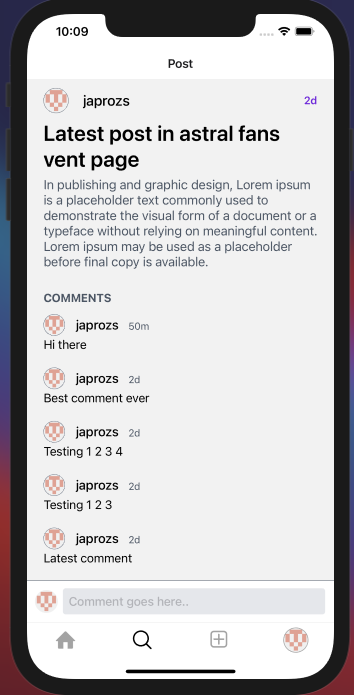 10:09
Post
japrozs 2d
Latest post in astral fans
vent page
In publishing and graphic design, Lorem ipsum
is a placeholder text commonly used to
demonstrate the visual form of a document or a
typeface without relying on meaningful content.
Lorem ipsum may be used as a placeholder
before final copy is available.
COMMENTS
japrozs 50m
Hi there
japrozs 2d
Best comment ever
japrozs 2d
Testing 1 2 3 4
japrozs 2d
Testing 1 2 3
japrozs 2d
Latest comment
Comment goes here..